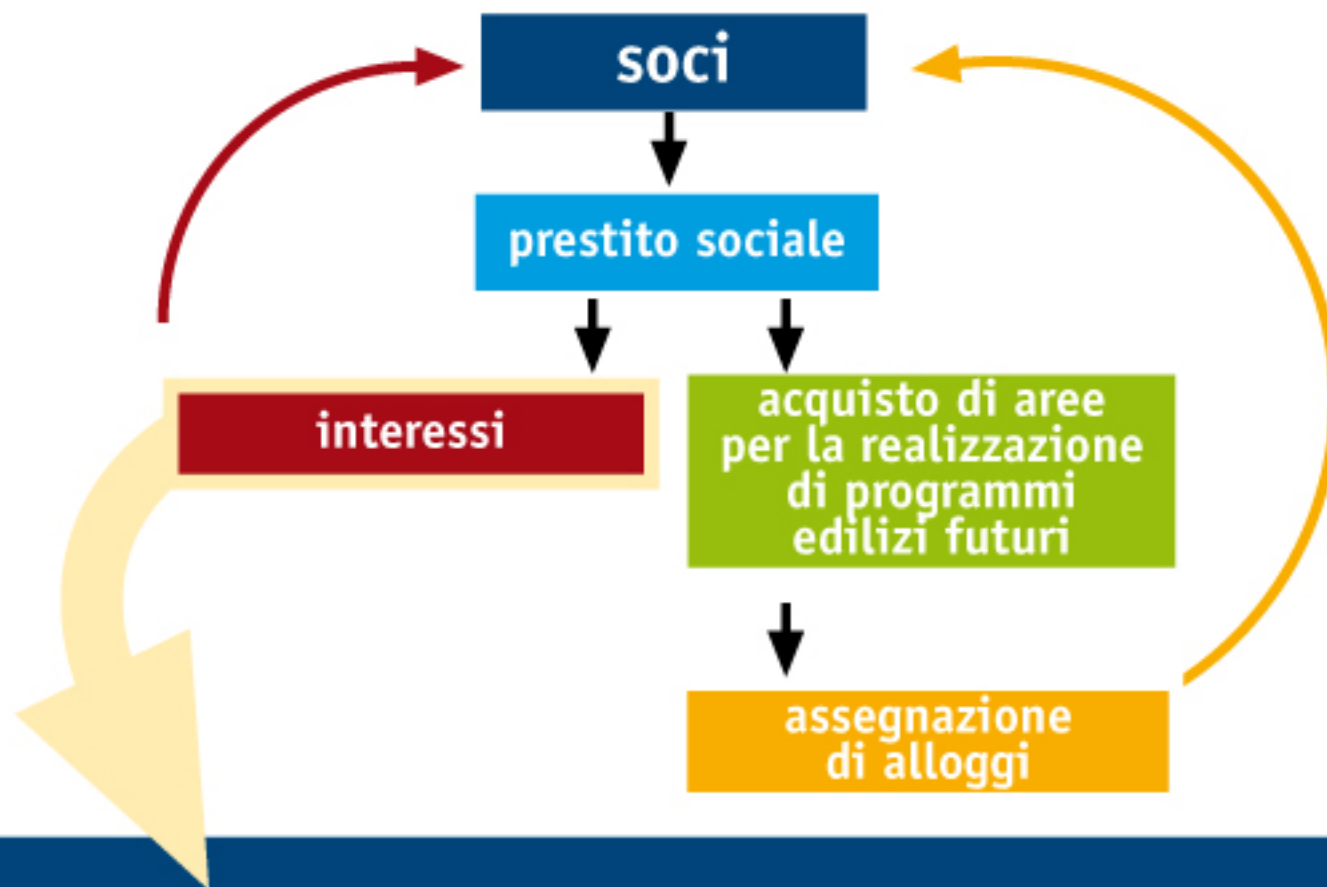 soci
prestito sociale
interessi
acquisto di aree
per la realizzazione
di programmi
edilizi futuri
assegnazione
di alloggi